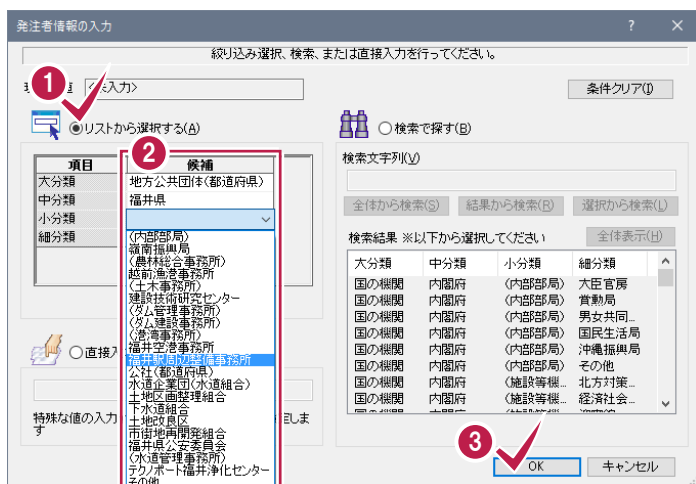 発注者情報の入力
絞り込み選択、検索、または直接入力を行ってください。
1
<未入力>
条件クリア(I)
リストから選択する(A)
検索で探す(B)
2
項目 候補
大分類 地方公共団体(都道府県)
中分類 福井県
小分類
細分類
(内部部局)
嶺南振興局
(農林総合事務所)
越前漁港事務所
(土木事務所)
建設技術研究センター
(ダム管理事務所)
(ダム建設事務所)
(港湾事務所)
福井空港事務所
福井駅周辺整備事務所
公社(都道府県)
水道企業団(水道組合)
土地区画整理組合
下水道組合
土地改良区
市街地再開発組合
福井県公安委員会
(水道管理事務所)
テクノポート福井浄化センター
その他
直接入
特殊な値の入力
定しま
す
検索文字列(V)
全体から検索(S) 結果から検索(R) 選択から検索(L)
検索結果 ※以下から選択してください 全体表示(H)
大分類 中分類 小分類 細分類
国の機関 内閣府 (内部部局) 大臣官房
国の機関 内閣府 (内部部局) 賞勲局
国の機関 内閣府 (内部部局) 男女共同...
国の機関 内閣府 (内部部局) 国民生活局
国の機関 内閣府 (内部部局) 沖縄振興局
国の機関 内閣府 (内部部局) その他
国の機関 内閣府 (施設等機... 北方対策...
国の機関 内閣府 (施設等機... 経済社会...
3
OK キャンセル